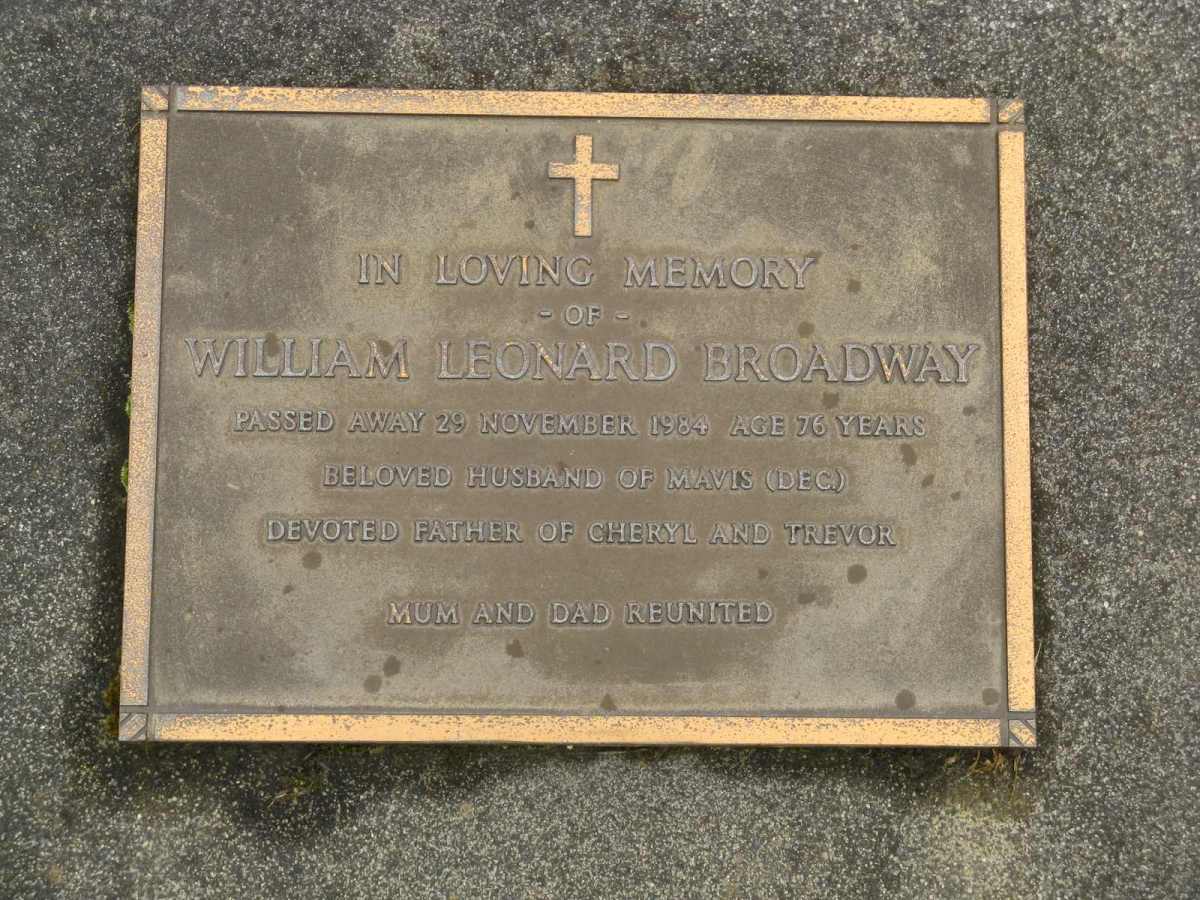 IN LOVING MEMORY
- OF -
WILLIAM LEONARD BROADWAY
PASSED AWAY 29 NOVEMBER 1984 AGE 76 YEARS
BELOVED HUSBAND OF MAVIS (DEC.)
DEVOTED FATHER OF CHERYL AND TREVOR
MUM AND DAD REUNITED